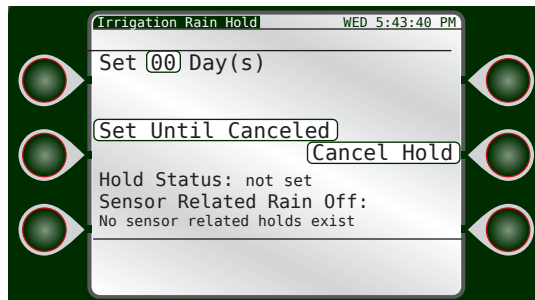 Irrigation Rain Hold WED 5:43:40 PM
Set 00 Day(s)
Set Until Canceled
Cancel Hold
Hold Status: not set
Sensor Related Rain Off:
No sensor related holds exist